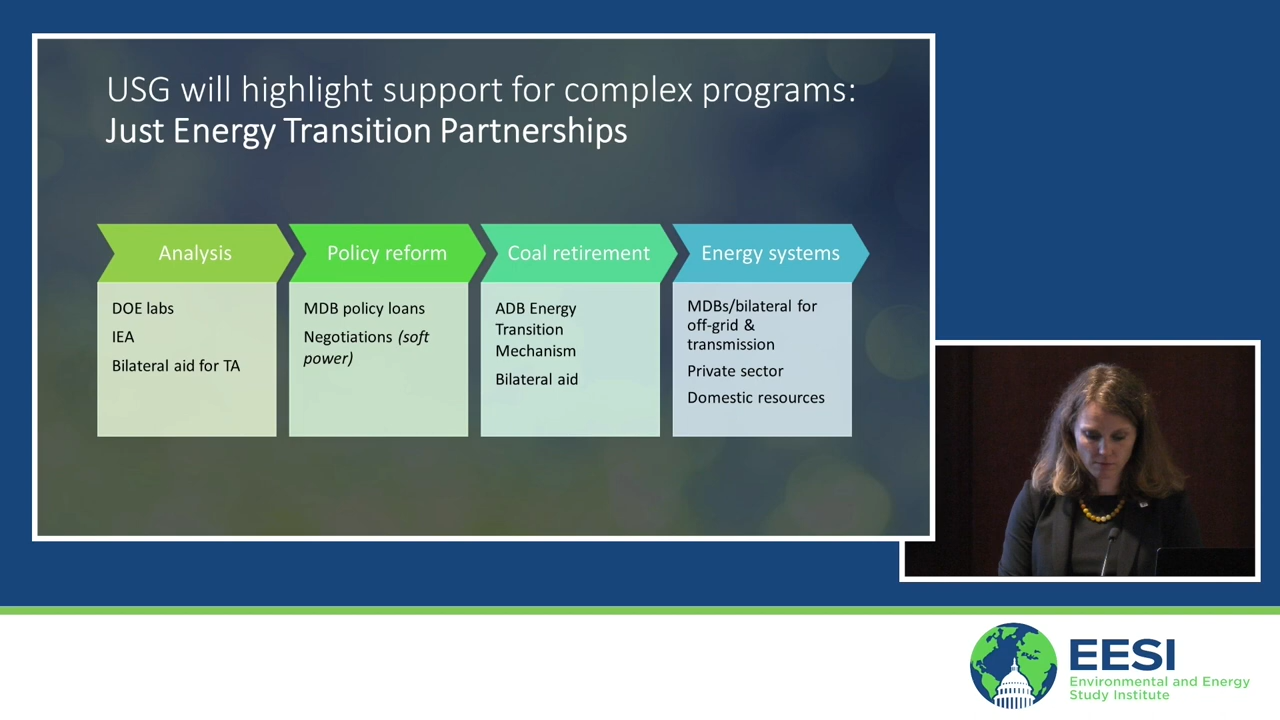 USG will highlight support for complex programs:
Just Energy Transition Partnerships
Analysis
DOE labs
IEA
Bilateral aid for TA
Policy reform
MDB policy loans
Negotiations (soft
power)
Coal retirement
ADB Energy
Transition
Mechanism
Bilateral aid
Energy systems
MDBs/bilateral for
off-grid &
transmission
Private sector
Domestic resources
EESI
Environmental and Energy
Study Institute